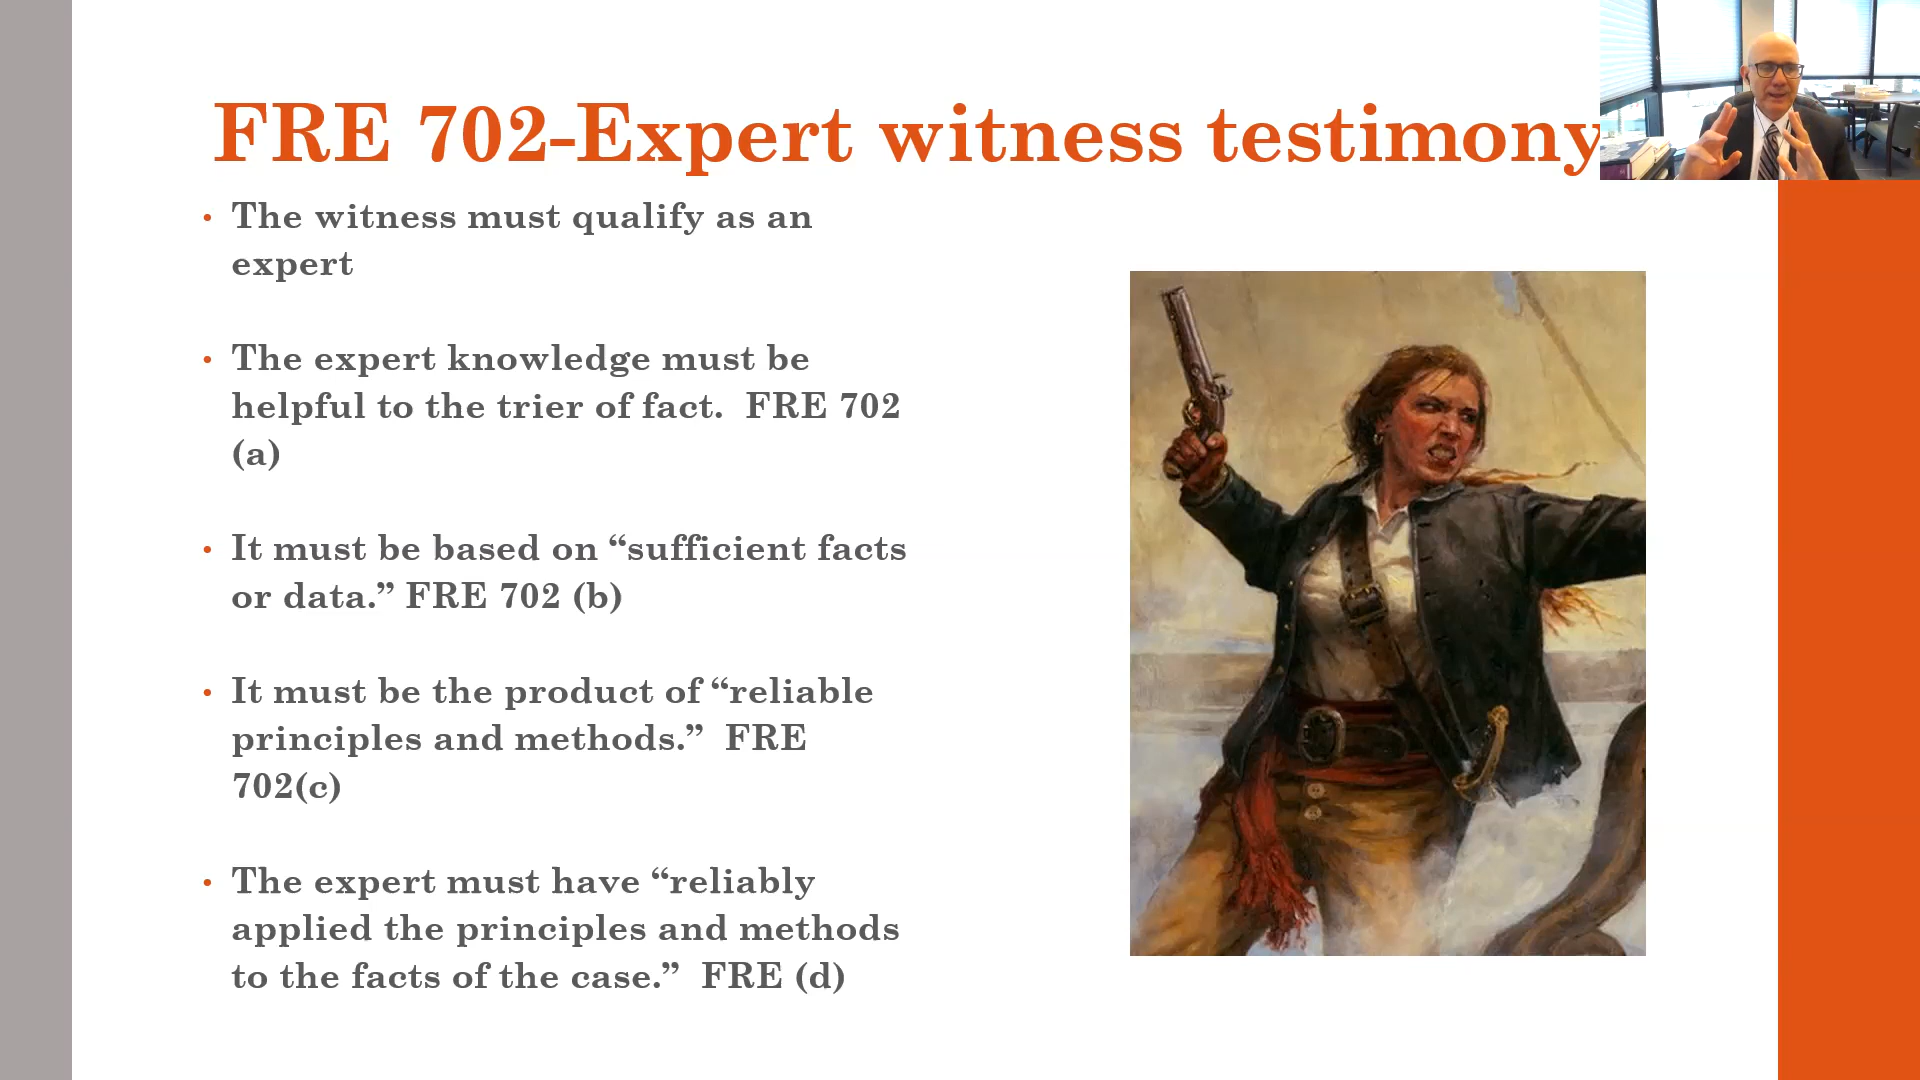 FRE 702-Expert witness testimony
• The witness must qualify as an
expert
• The expert knowledge must be
helpful to the trier of fact.  FRE 702
(a)
• It must be based on “sufficient facts
or data.” FRE 702 (b)
• It must be the product of “reliable
principles and methods.”  FRE
702(c)
• The expert must have “reliably
applied the principles and methods
to the facts of the case.”  FRE (d)